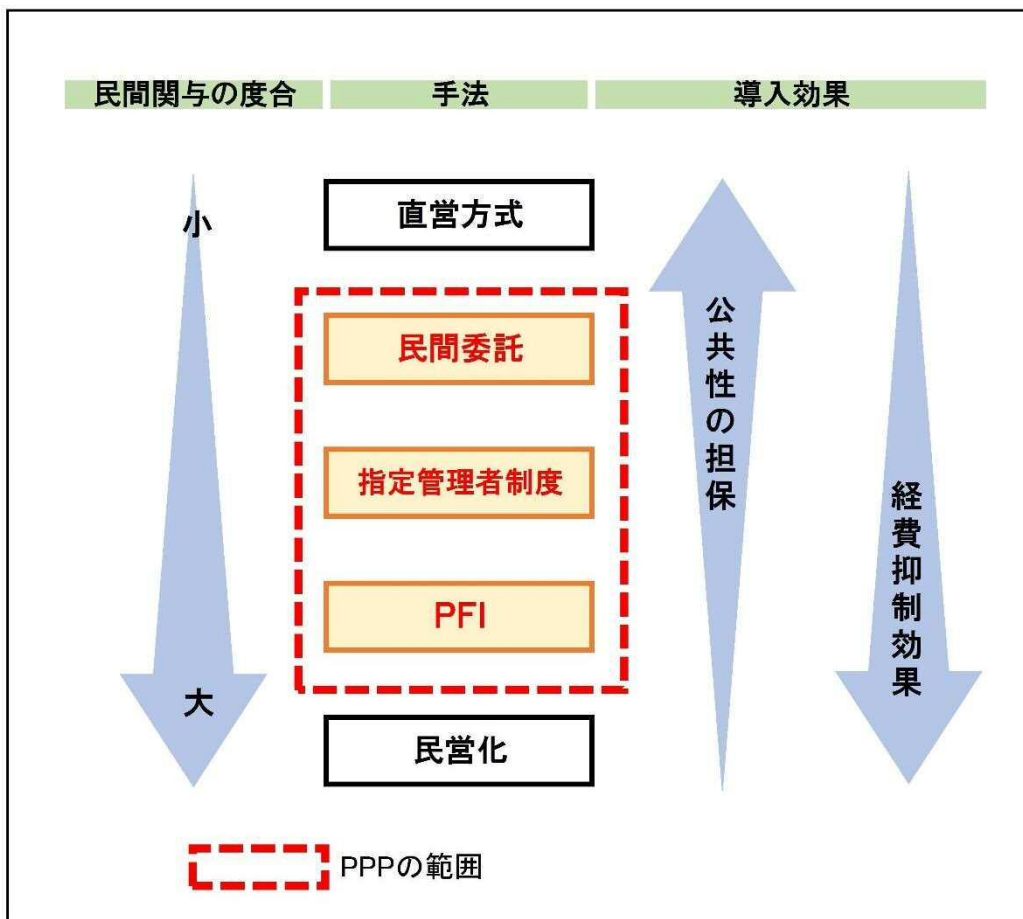 民間関与の度合
手法
導入効果
小
直営方式
民間委託
指定管理者制度
PFI
民営化
大
公共性の担保
経費抑制効果
PPPの範囲